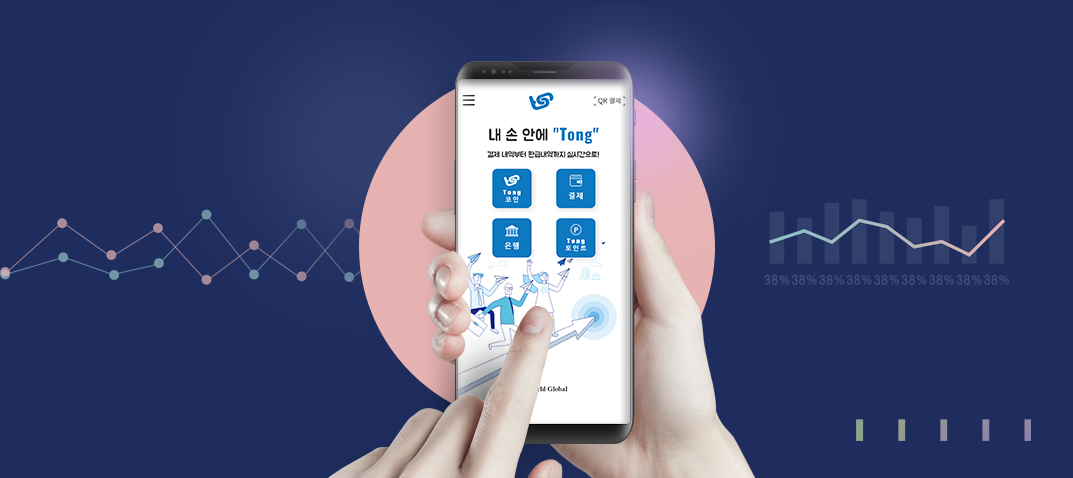 QR 결제
내 손 안에 "Tong"
결제 내역부터 환급내역까지 실시간으로!
Tong
코인
결제
은행
Tong
포인트
38% 38% 38% 38% 38% 38% 38% 38% 38%
Global